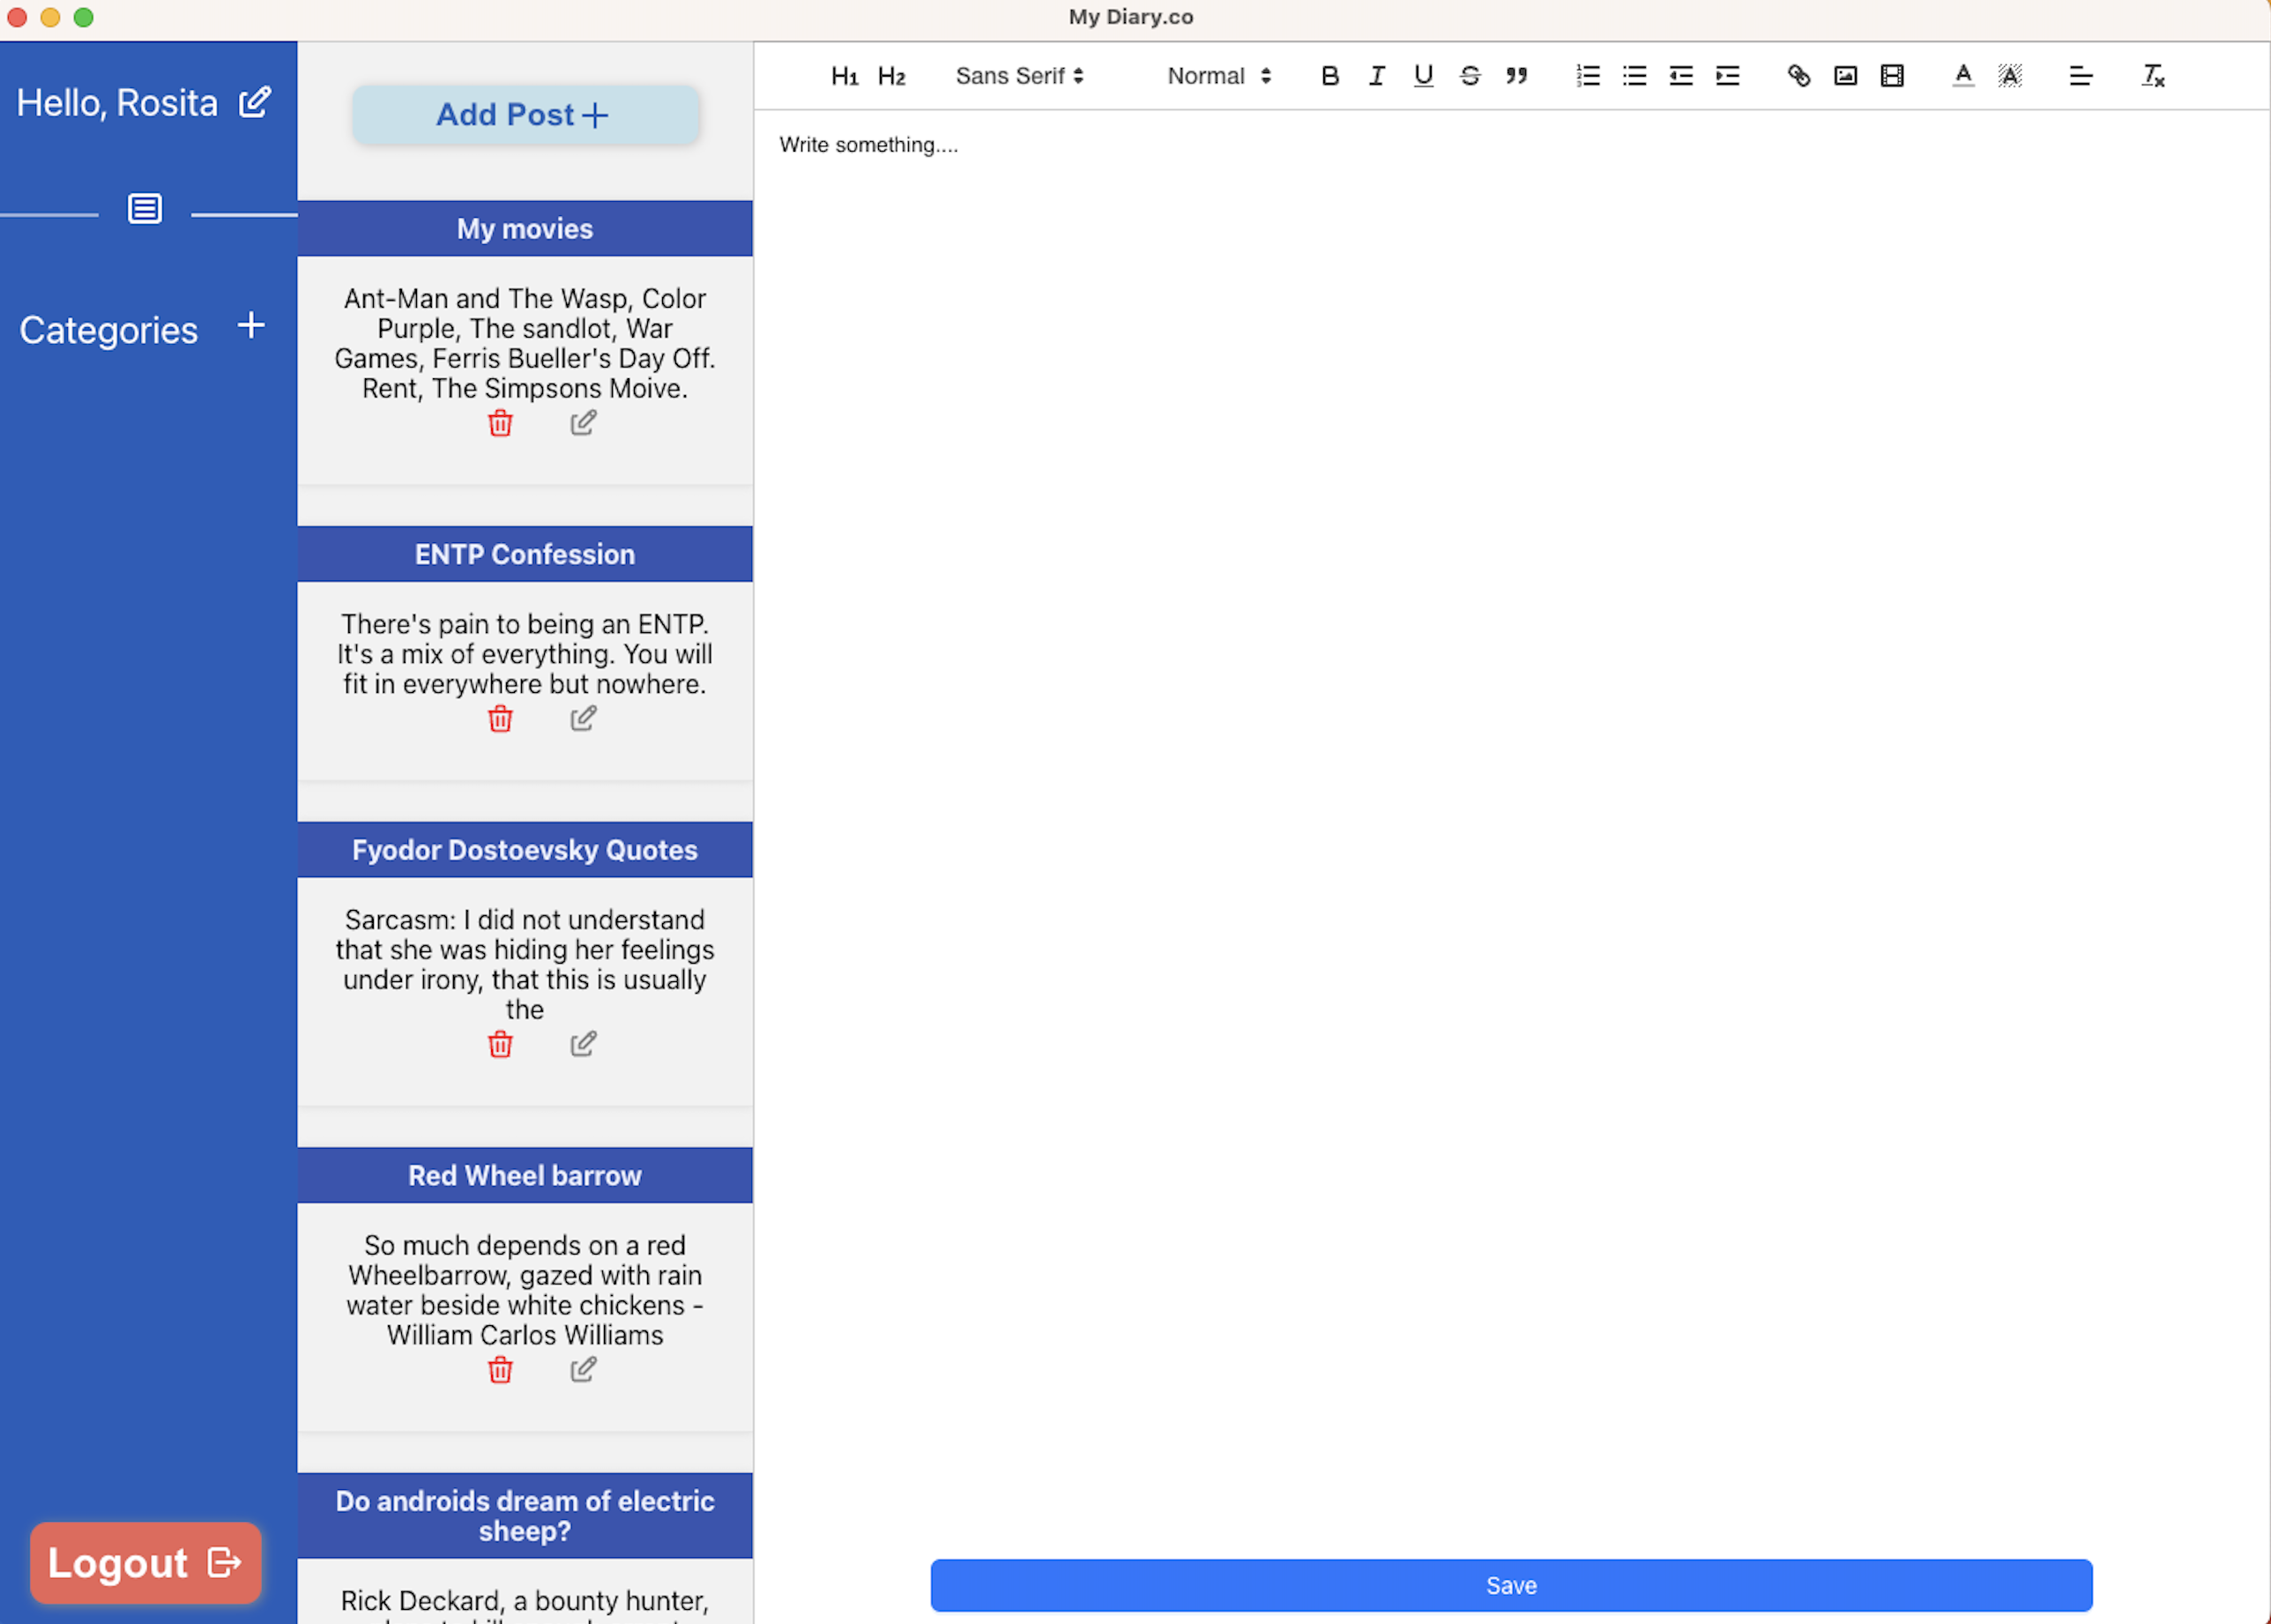 My Diary.co
Hello, Rosita
Categories
Logout
Add Post
My movies
Ant-Man and The Wasp, Color
Purple, The sandlot, War
Games, Ferris Bueller's Day Off.
Rent, The Simpsons Moive.
ENTP Confession
There's pain to being an ENTP.
It's a mix of everything. You will
fit in everywhere but nowhere.
Fyodor Dostoevsky Quotes
Sarcasm: I did not understand
that she was hiding her feelings
under irony, that this is usually
the
Red Wheel barrow
So much depends on a red
Wheelbarrow, gazed with rain
water beside white chickens -
William Carlos Williams
Do androids dream of electric
sheep?
Rick Deckard, a bounty hunter,
H1 H2 Sans Serif Normal B I U S
Write something....
Save